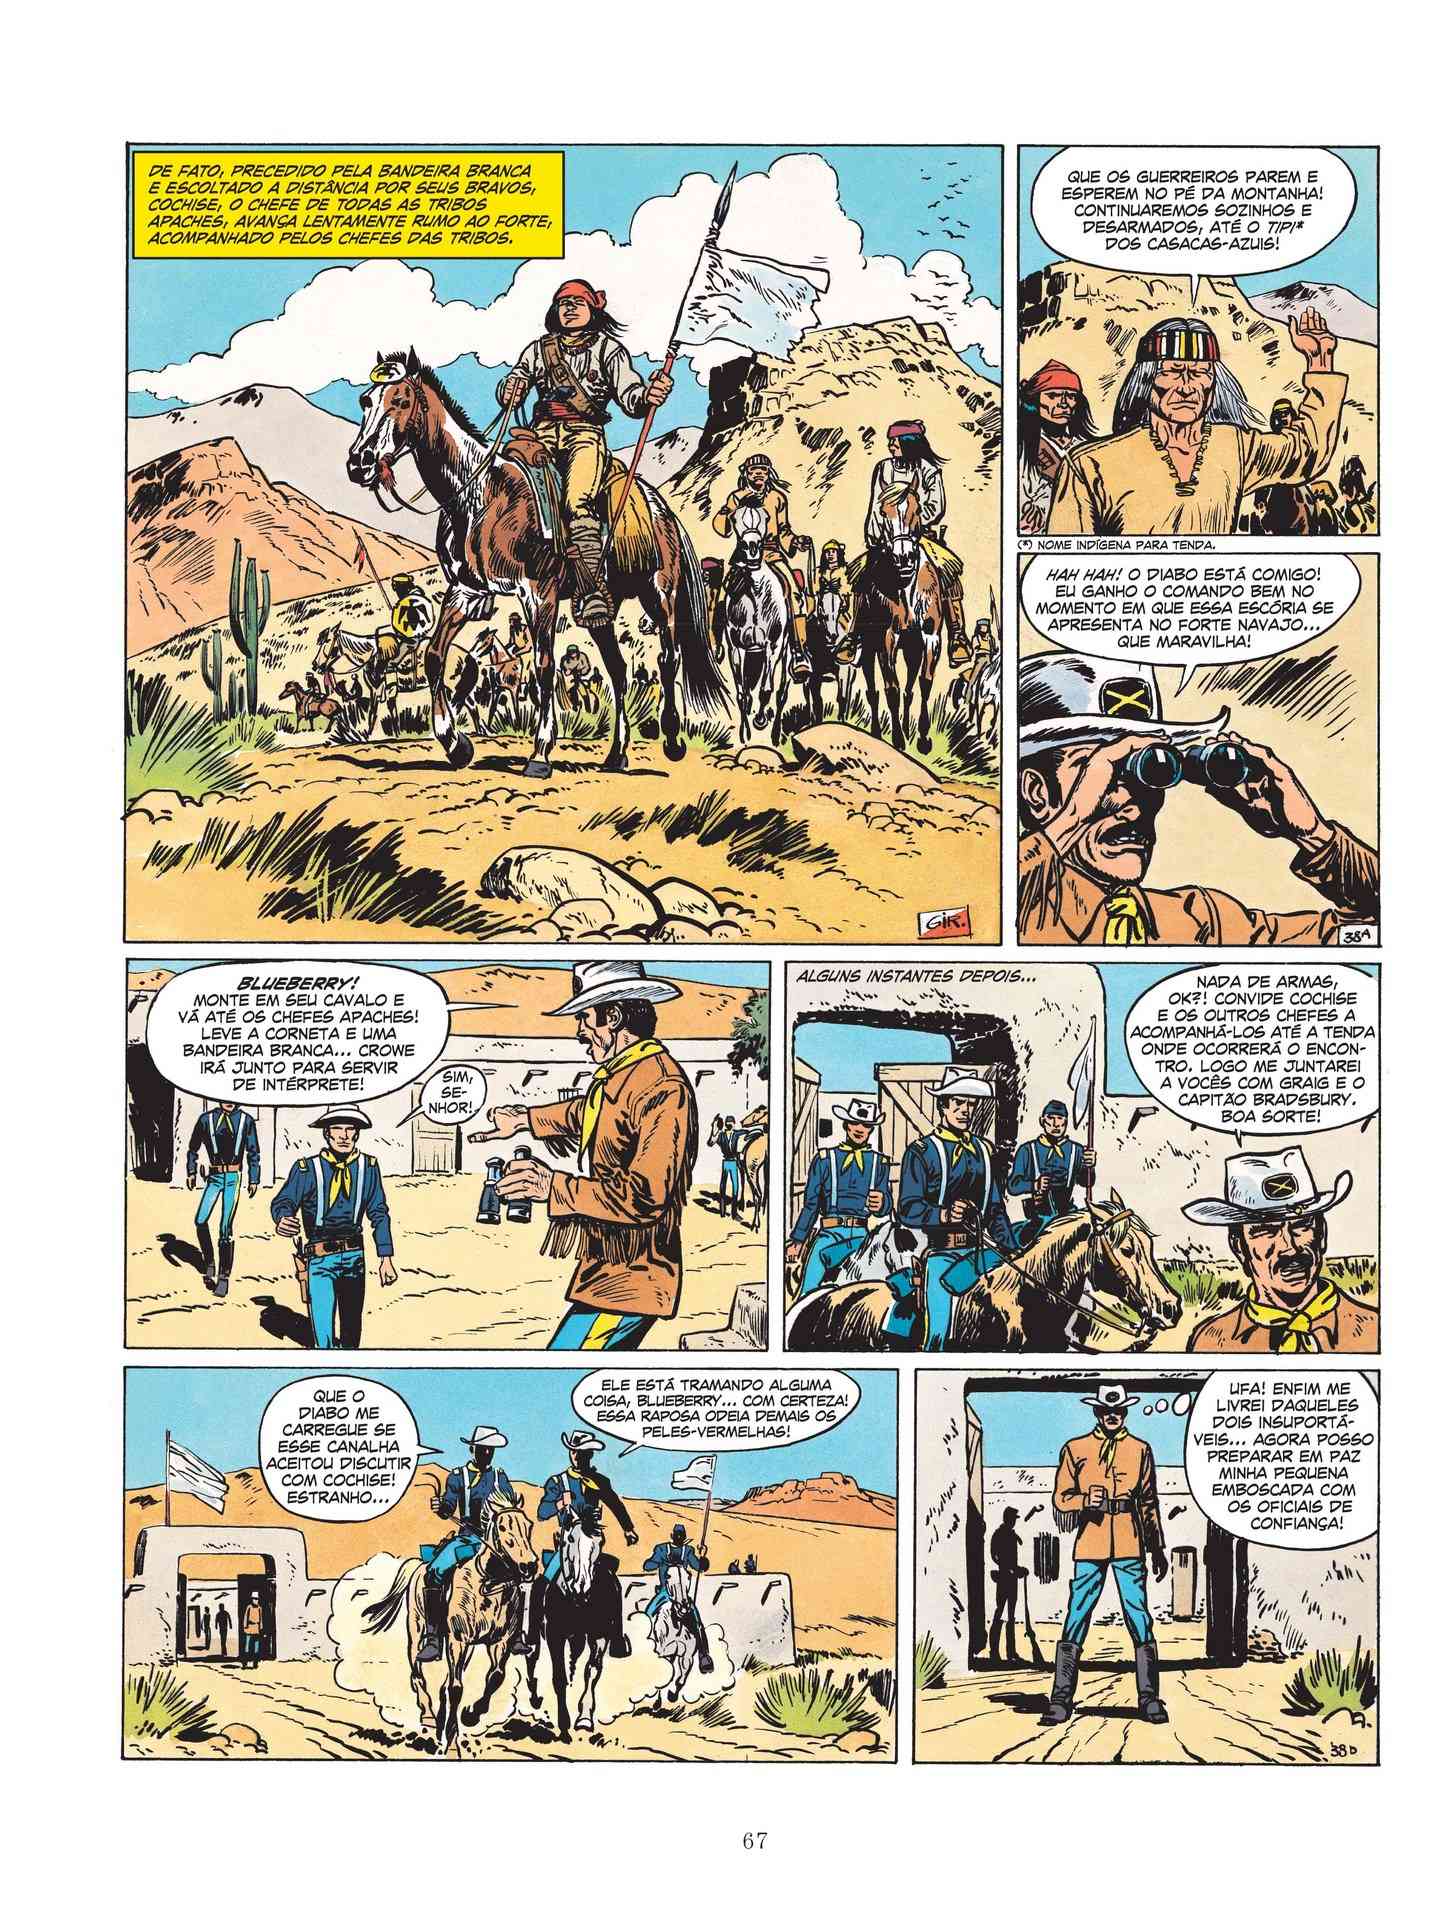 DE FATO, PRECEDIDO PELA BANDEIRA BRANCA
E ESCOLTADO A DISTÂNCIA POR SEUS BRAVOS,
COCHISE, O CHEFE DE TODAS AS TRIBOS
APACHES, AVANÇA LENTAMENTE RUMO AO FORTE,
ACOMPANHADO PELOS CHEFES DAS TRIBOS.
GIR.
QUE OS GUERREIROS PAREM E
ESPEREM NO PÉ DA MONTANHA!
CONTINUAREMOS SOZINHOS E
DESARMADOS, ATÉ O TIPI*
DOS CASACAS-AZUIS!
(*) NOME INDÍGENA PARA TENDA.
HAH HAH! O DIABO ESTÁ COMIGO!
EU GANHO O COMANDO BEM NO
MOMENTO EM QUE ESSA ESCÓRIA SE
APRESENTA NO FORTE NAVAJO...
QUE MARAVILHA!
38A
BLUEBERRY!
MONTE EM SEU CAVALO E
VÁ ATÉ OS CHEFES APACHES!
LEVE A CORNETA E UMA
BANDEIRA BRANCA... CROWE
IRÁ JUNTO PARA SERVIR
DE INTÉRPRETE!
SIM,
SE-
NHOR!
ALGUNS INSTANTES DEPOIS...
NADA DE ARMAS,
OK?! CONVIDE COCHISE
E OS OUTROS CHEFES A
ACOMPANHÁ-LOS ATÉ A TENDA
ONDE OCORRERÁ O ENCON-
TRO. LOGO ME JUNTAREI
A VOCÊS COM GRAIG E O
CAPITÃO BRADSBURY.
BOA SORTE!
QUE O
DIABO ME
CARREGUE SE
ESSE CANALHA
ACEITOU DISCUTIR
COM COCHISE!
ESTRANHO...
ELE ESTÁ TRAMANDO ALGUMA
COISA, BLUEBERRY... COM CERTEZA!
ESSA RAPOSA ODEIA DEMAIS OS
PELES-VERMELHAS!
UFA! ENFIM ME
LIVREI DAQUELES
DOIS INSUPORTÁ-
VEIS... AGORA POSSO
PREPARAR EM PAZ
MINHA PEQUENA
EMBOSCADA COM
OS OFICIAIS DE
CONFIANÇA!
38D
67